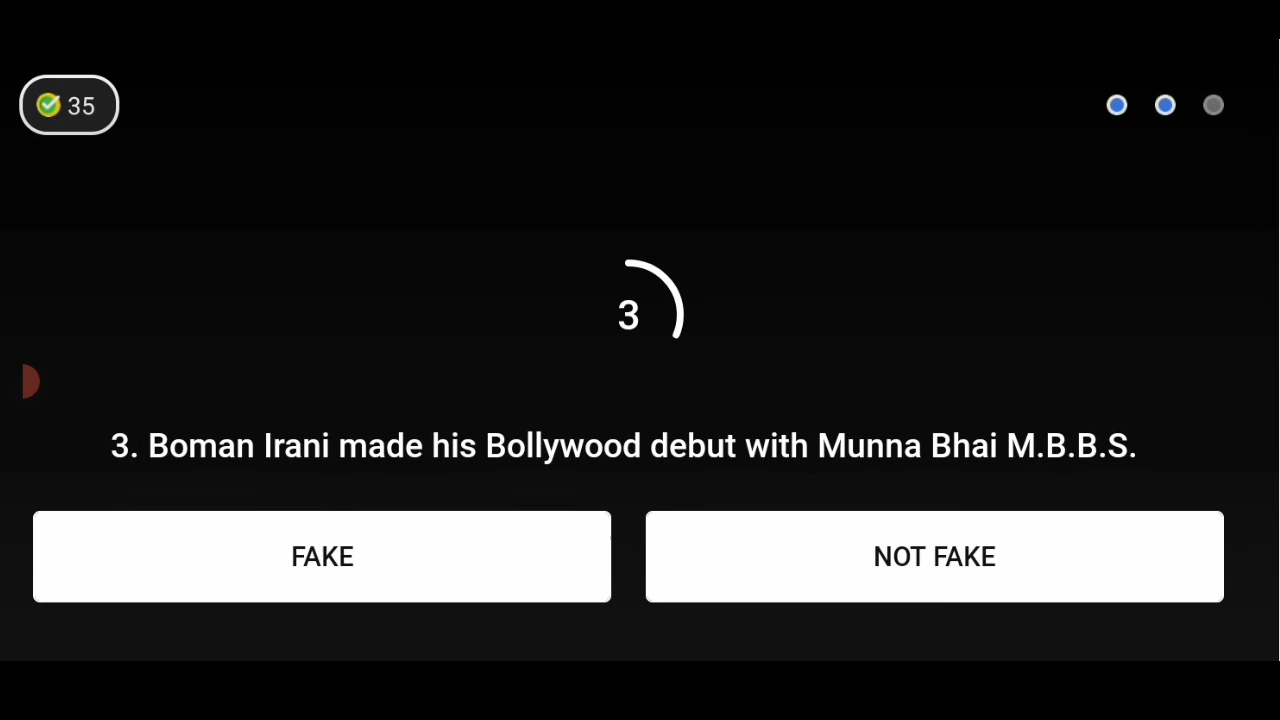 35
3
3. Boman Irani made his Bollywood debut with Munna Bhai M.B.B.S.
FAKE
NOT FAKE